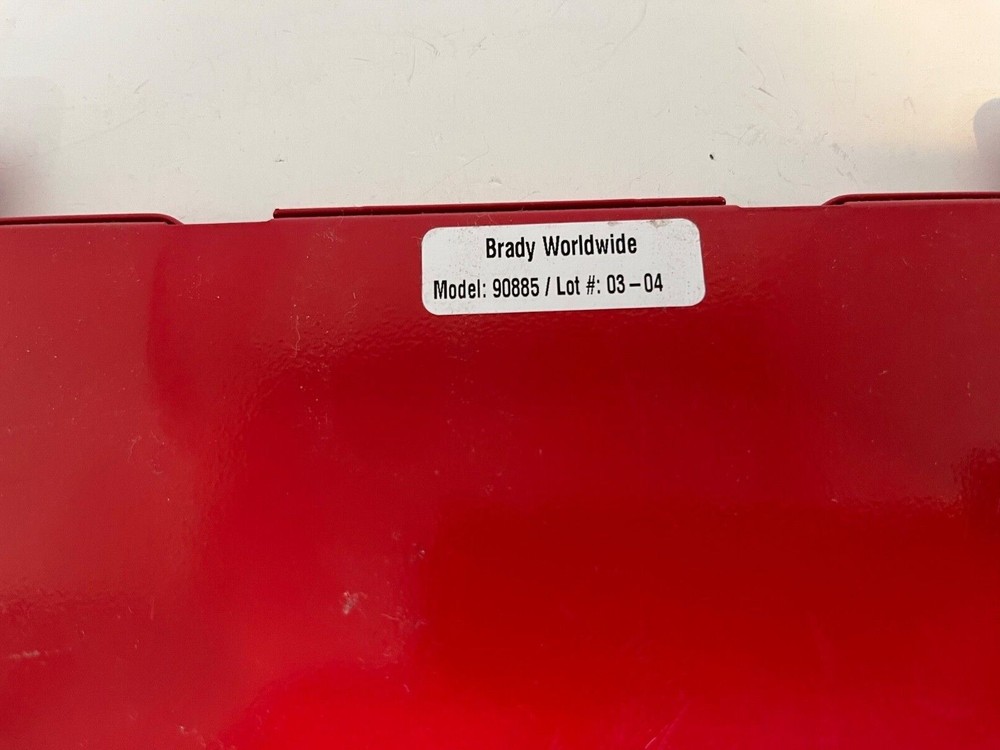 Brady Worldwide
Model: 90885 / Lot #: 03-04